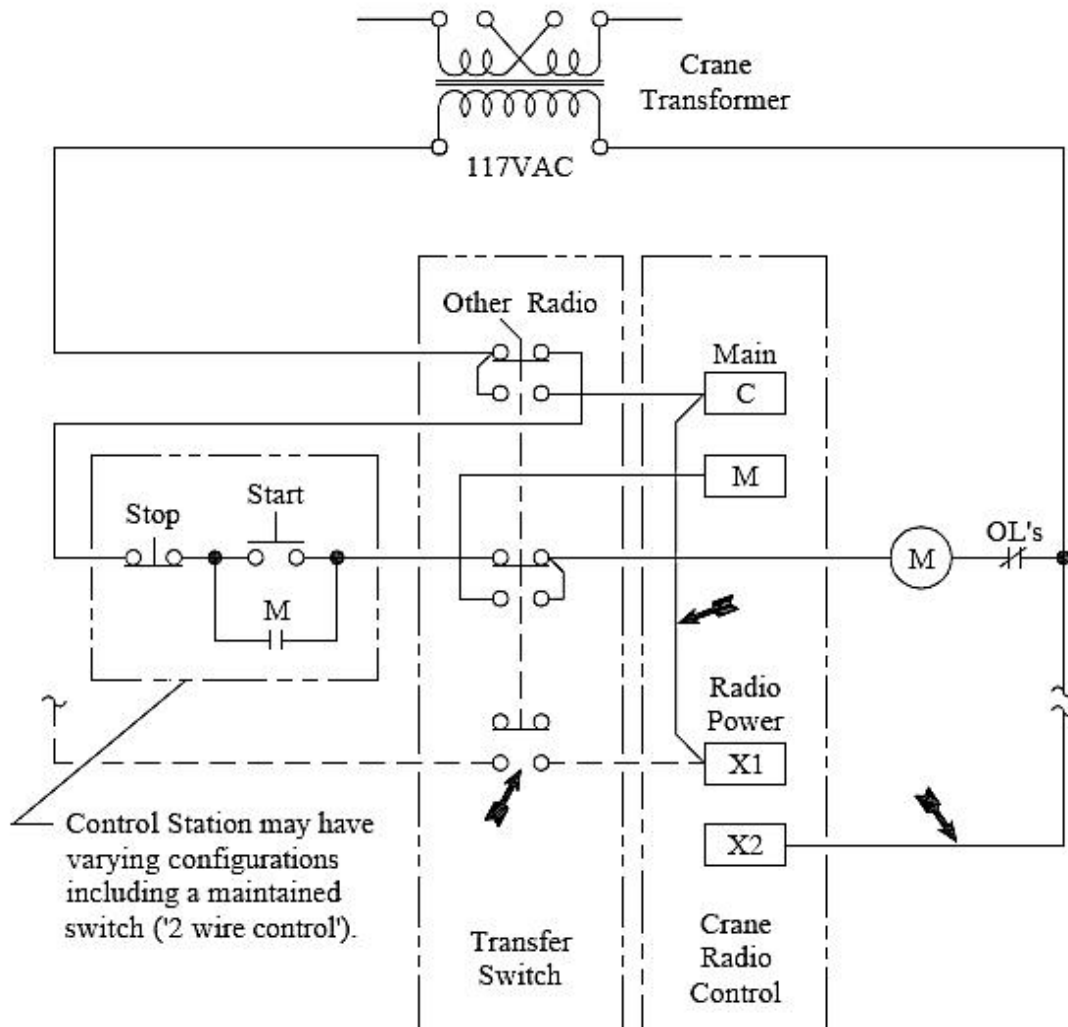 Crane
Transformer
117VAC
Other Radio
Main
C
M
Start
Stop
M
M
OL's
Radio
Power
X1
X2
Control Station may have
varying configurations
including a maintained
switch ('2 wire control').
Transfer
Switch
Crane
Radio
Control